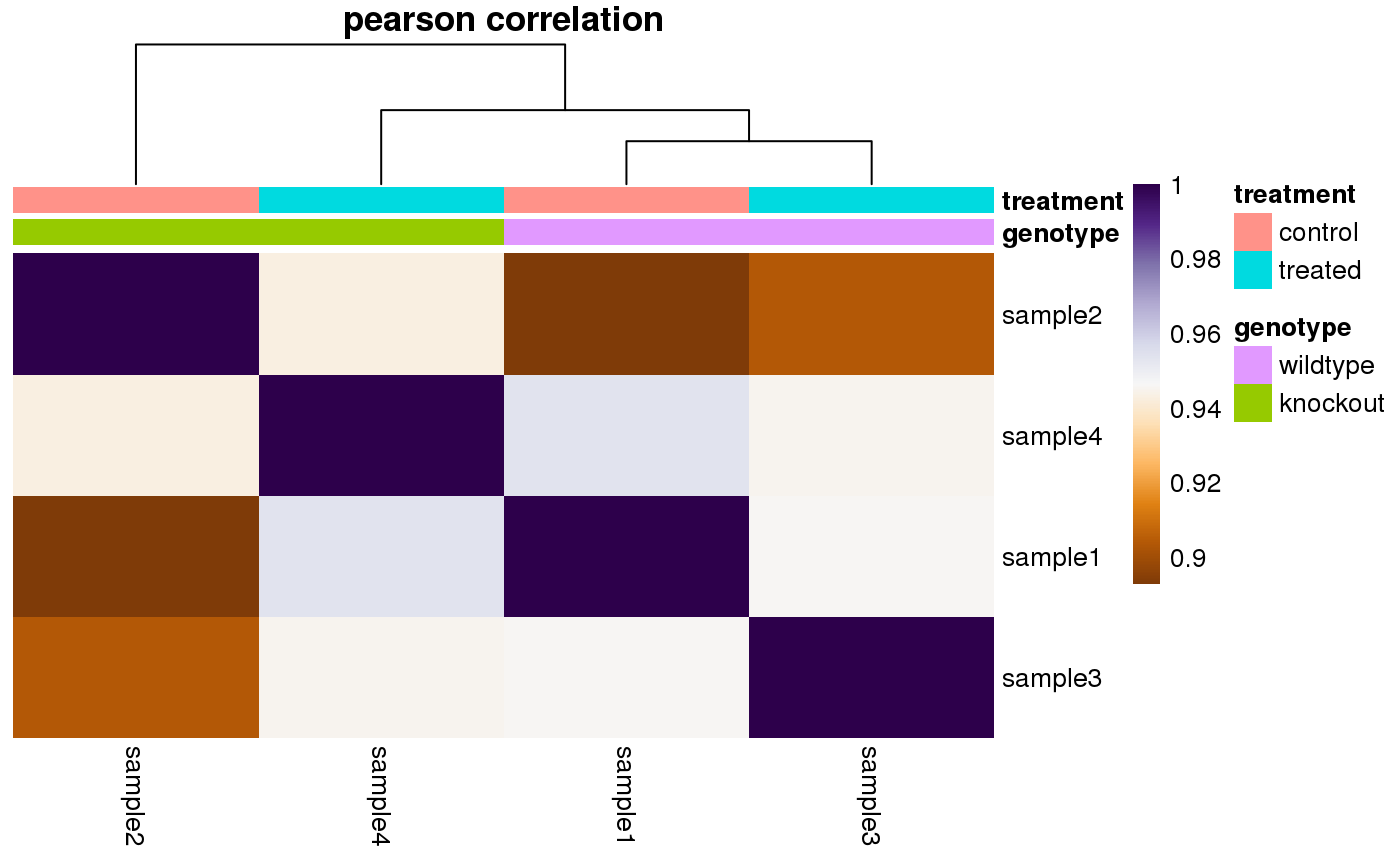 pearson correlation
treatment
genotype
sample2
sample4
sample1
sample3
sample2
sample4
sample1
sample3
1
0.98
0.96
0.94
0.92
0.9
treatment
control
treated
genotype
wildtype
knockout